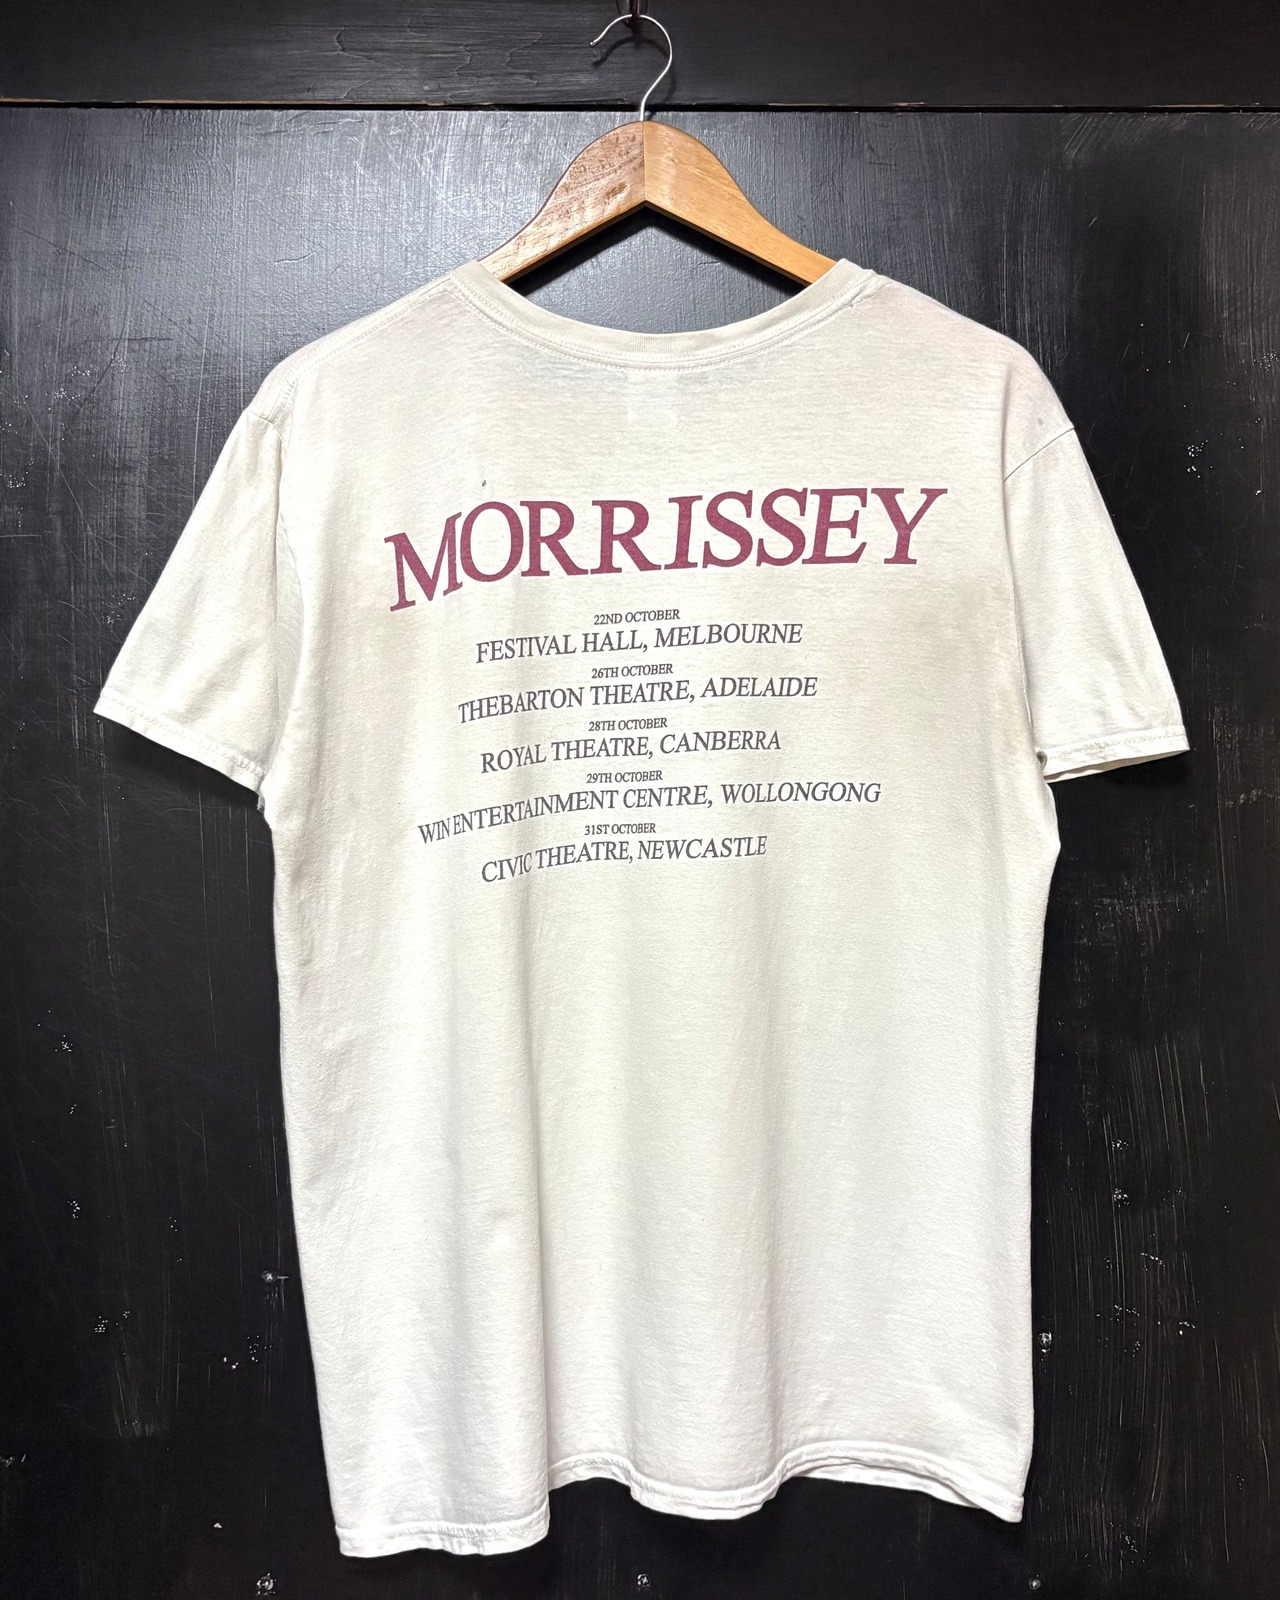 MORRISSEY
22ND OCTOBER
FESTIVAL HALL, MELBOURNE
26TH OCTOBER
THEBARTON THEATRE, ADELAIDE
28TH OCTOBER
ROYAL THEATRE, CANBERRA
29TH OCTOBER
WIN ENTERTAINMENT CENTRE, WOLLONGONG
31ST OCTOBER
CIVIC THEATRE, NEWCASTLE